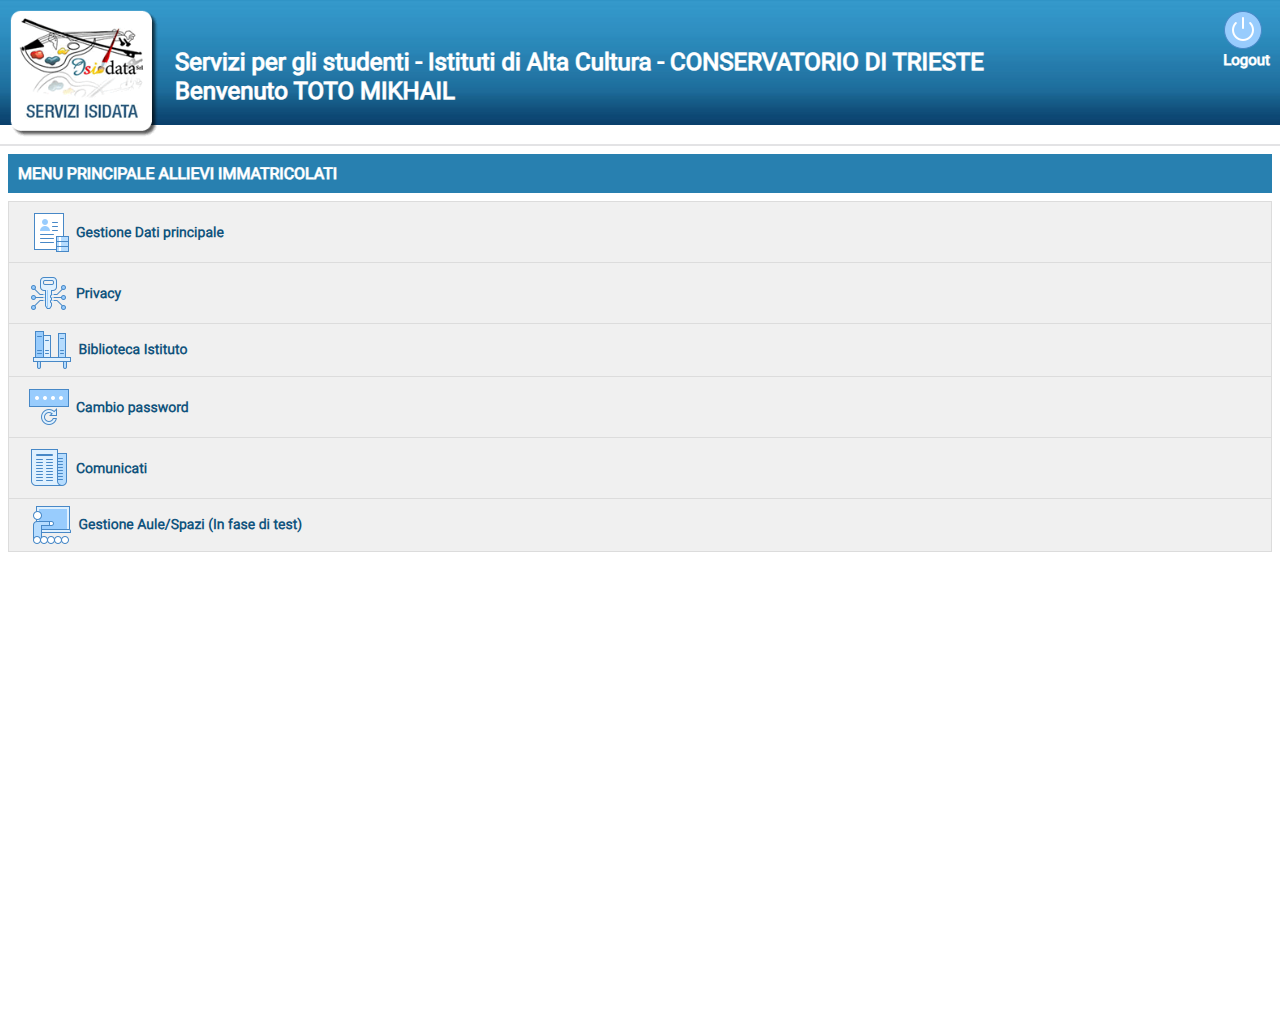 Isidata srl
SERVIZI ISIDATA
Servizi per gli studenti - Istituti di Alta Cultura - CONSERVATORIO DI TRIESTE
Benvenuto TOTO MIKHAIL
Logout
MENU PRINCIPALE ALLIEVI IMMATRICOLATI
Gestione Dati principale
Privacy
Biblioteca Istituto
Cambio password
Comunicati
Gestione Aule/Spazi (In fase di test)